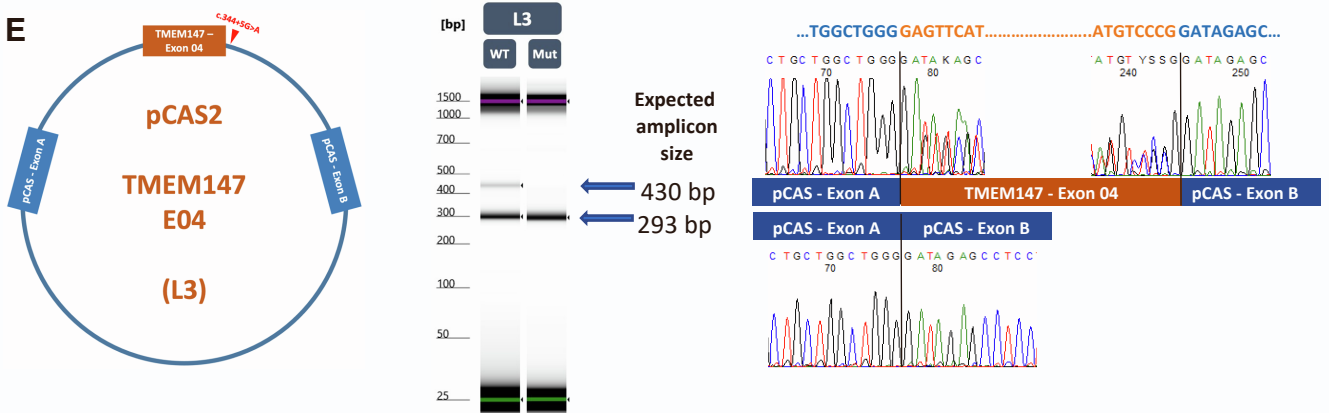 E
c.344+5G>A
TMEM147 –
Exon 04
pCAS2
TMEM147
E04
(L3)
pCAS - Exon A
pCAS - Exon B
[bp]
L3
WT
Mut
1500
1000
700
500
400
300
200
100
50
25
Expected
amplicon
size
430 bp
293 bp
...TGGCTGGG GAGTTCAT........................ATGTCCCG GATAGAGC...
C T G C T G G C T G G G G A T A K A G C
70
80
A T G T Y S S G G A T A G A G C
240
250
pCAS - Exon A
TMEM147 - Exon 04
pCAS - Exon B
pCAS - Exon A
pCAS - Exon B
C T G C T G G C T G G G G A T A G A G C C T C C
70
80